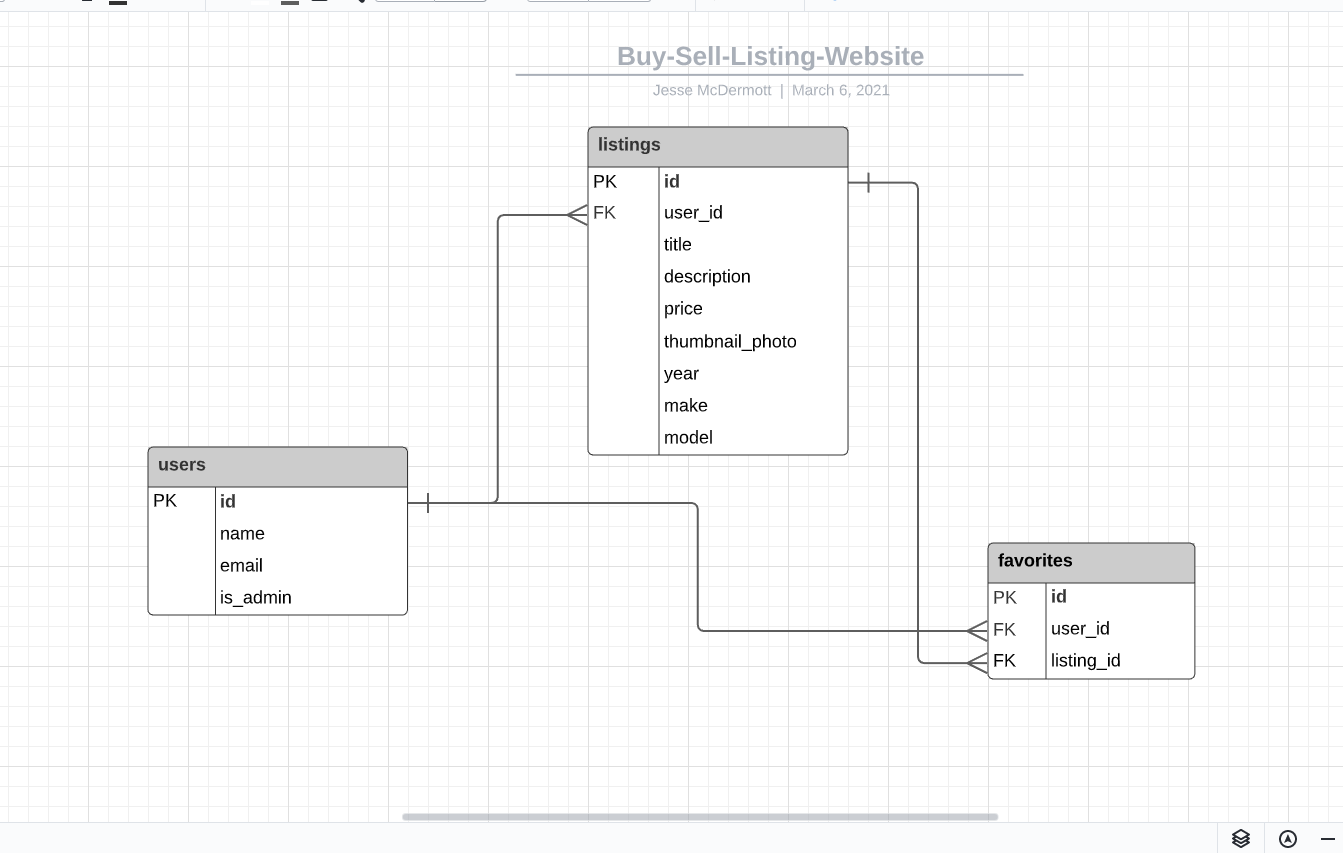 Buy-Sell-Listing-Website
Jesse McDermott | March 6, 2021
listings
PK id
FK user_id
title
description
price
thumbnail_photo
year
make
model
users
PK id
name
email
is_admin
favorites
PK id
FK user_id
FK listing_id